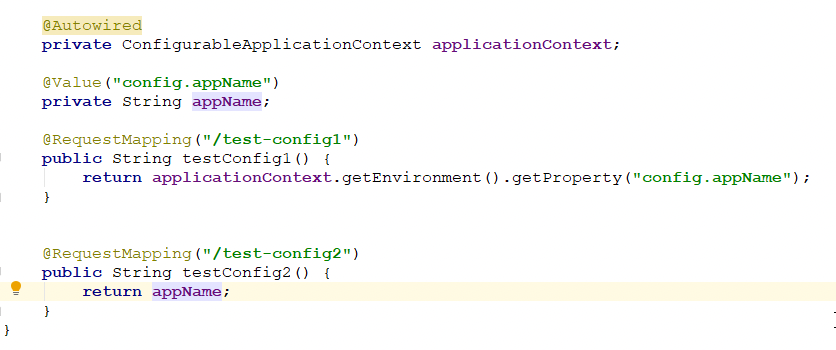 @Autowired
private ConfigurableApplicationContext applicationContext;
@Value("config.appName")
private String appName;
@RequestMapping("/test-config1")
public String testConfig1() {
return applicationContext.getEnvironment().getProperty("config.appName");
}
@RequestMapping("/test-config2")
public String testConfig2() {
return appName;
}
}